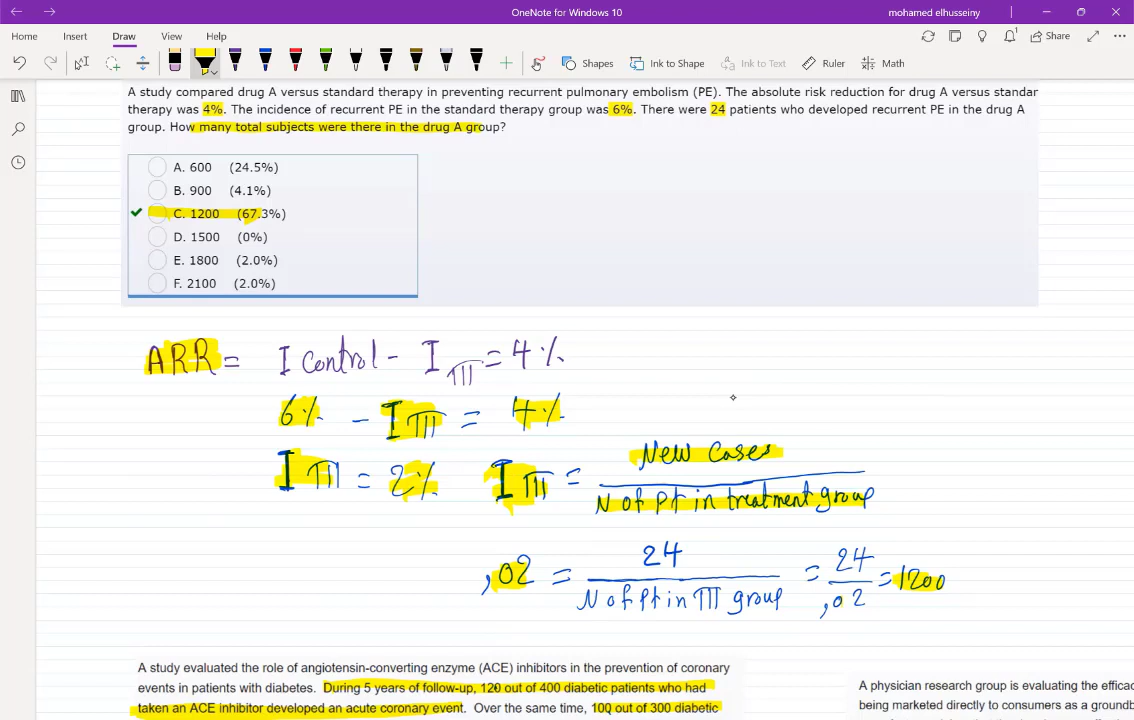 OneNote for Windows 10
mohamed elhusseiny
Home Insert Draw View Help
Share
Shapes Ink to Shape Ink to Text Ruler Math
A study compared drug A versus standard therapy in preventing recurrent pulmonary embolism (PE). The absolute risk reduction for drug A versus standar
therapy was 4%. The incidence of recurrent PE in the standard therapy group was 6%. There were 24 patients who developed recurrent PE in the drug A
group. How many total subjects were there in the drug A group?
A. 600 (24.5%)
B. 900 (4.1%)
C. 1200 (67.3%)
D. 1500 (0%)
E. 1800 (2.0%)
F. 2100 (2.0%)
ARR = I control - I TTT = 4 %
6% - I TTT = 4%
I TTT = 2% I TTT = New Cases
N of Pt in treatment group
,02 = 24 = 24 = 1200
N of Pt in TTT group ,02
A study evaluated the role of angiotensin-converting enzyme (ACE) inhibitors in the prevention of coronary
events in patients with diabetes. During 5 years of follow-up, 120 out of 400 diabetic patients who had
taken an ACE inhibitor developed an acute coronary event. Over the same time, 100 out of 300 diabetic
A physician research group is evaluating the efficac
being marketed directly to consumers as a groundb